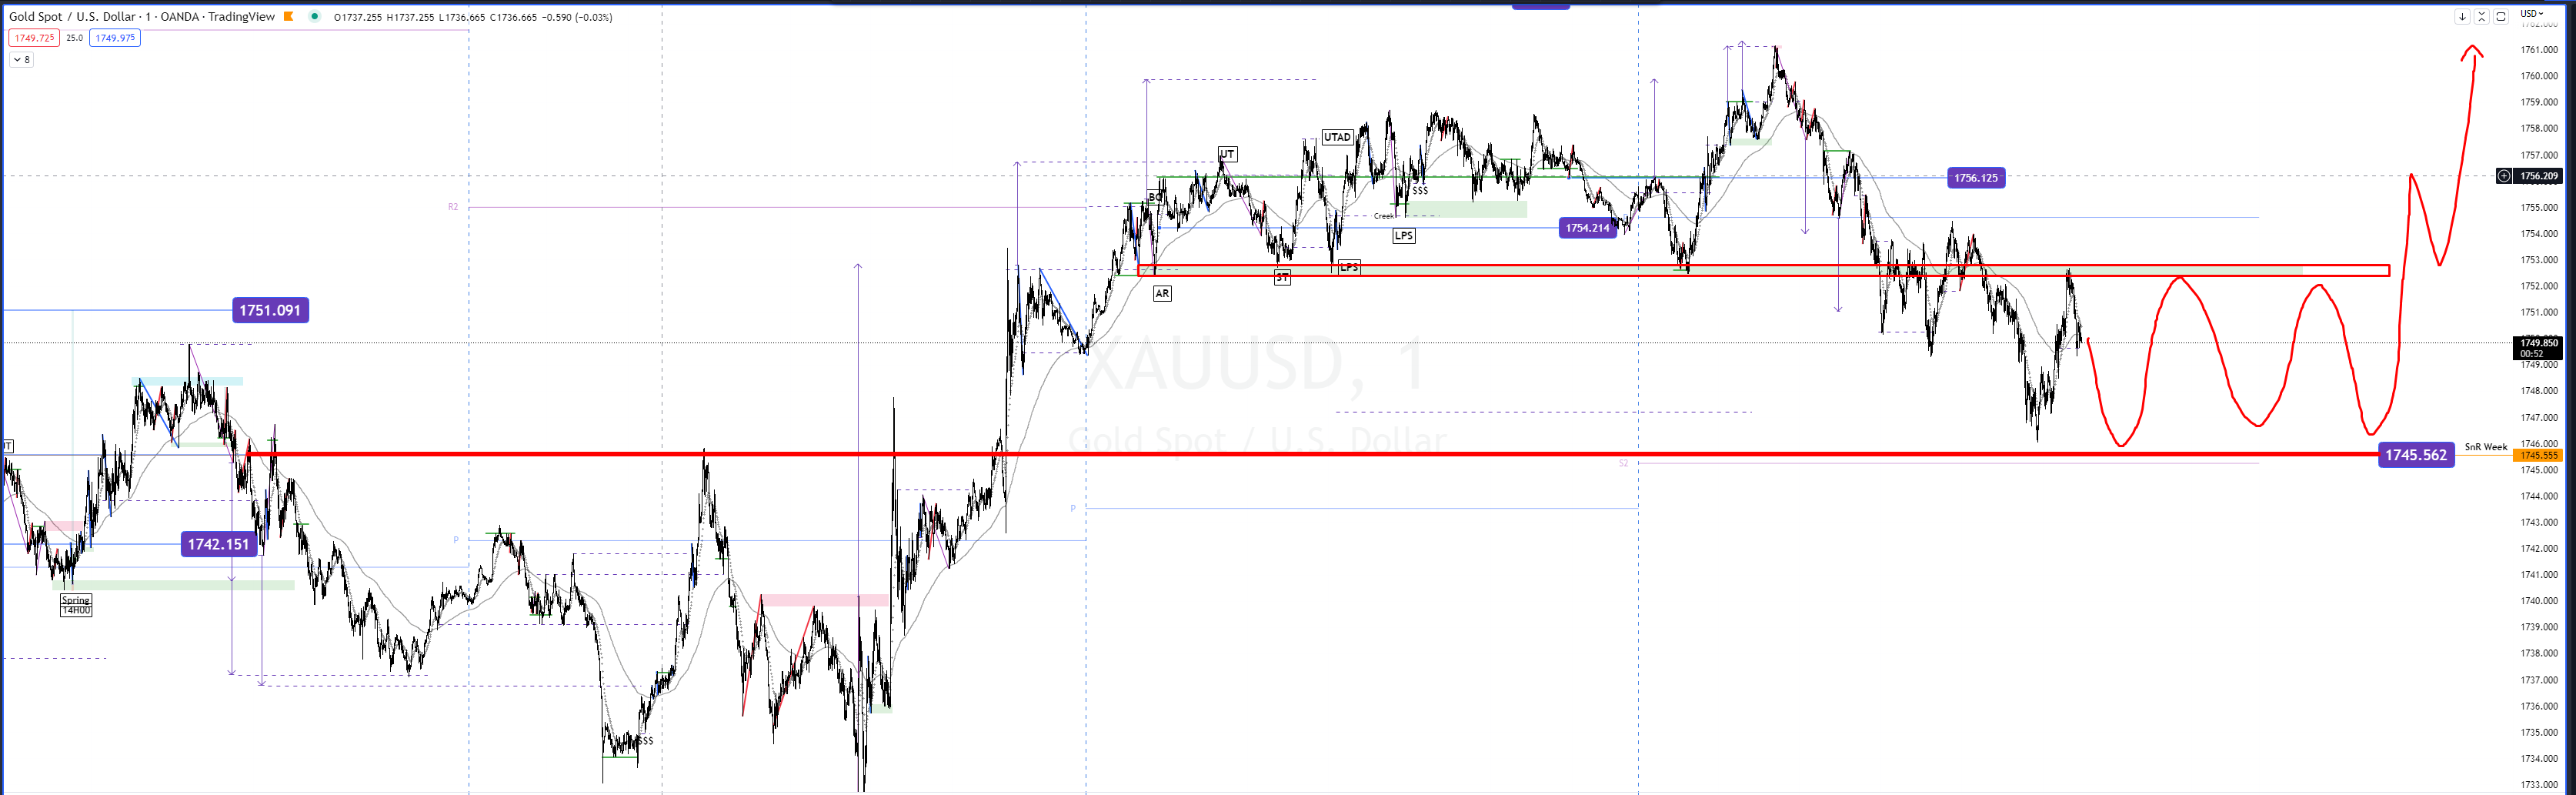 Gold Spot / U.S. Dollar · 1 · OANDA · TradingView O1737.255 H1737.255 L1736.665 C1736.665 −0.590 (−0.03%)
USD
1749.725 25.0 1749.975
8
1761.000
1760.000
1759.000
1758.000
1757.000
1756.209
1755.000
1754.000
1753.000
1752.000
1751.000
1749.850
00:52
1749.000
1748.000
1747.000
1746.000
SnR Week
1745.555
1745.000
1744.000
1743.000
1742.000
1741.000
1740.000
1739.000
1738.000
1737.000
1736.000
1735.000
1734.000
1733.000
UTAD
UT
1756.125
SSS
R2
Creek
1754.214
LPS
LPS
ST
AR
1751.091
XAUUSD, 1
Gold Spot / U.S. Dollar
1745.562
S2
P
P
1742.151
Spring
T4H00
SSS